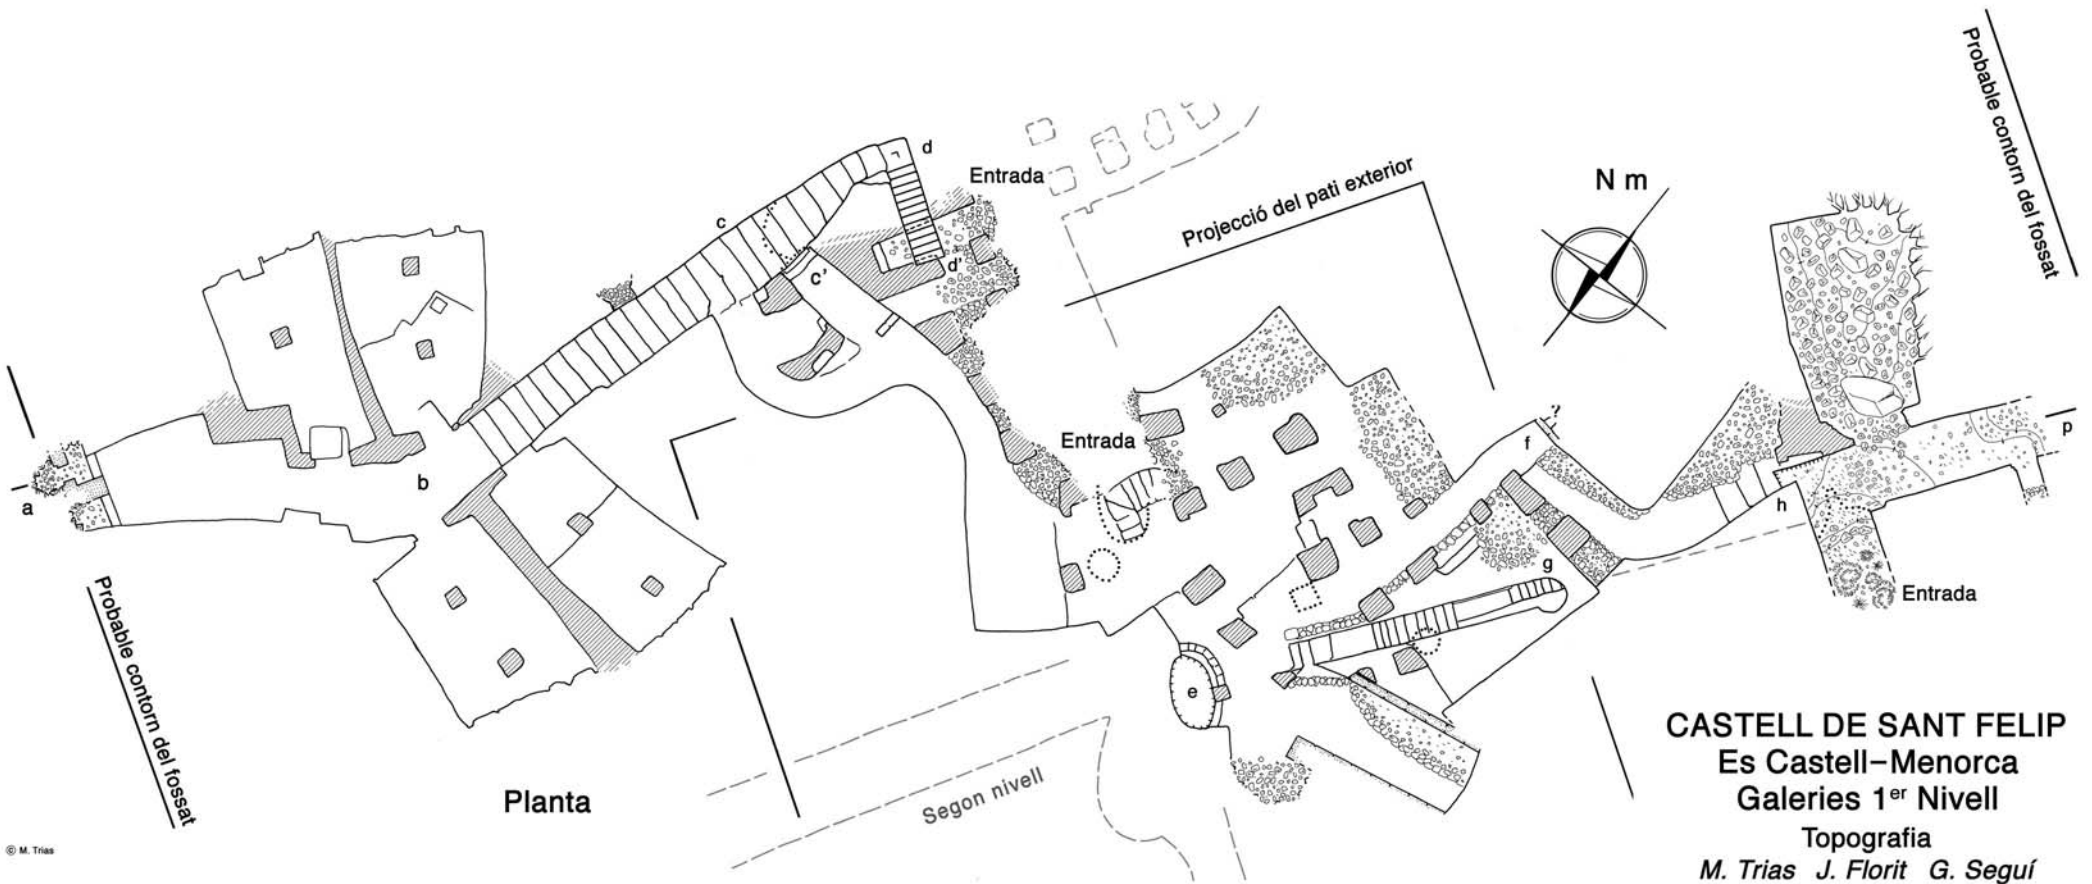 Probable contorn del fossat
d
Entrada
Projecció del pati exterior
N m
c
d'
c'
Entrada
f
?
p
b
a
h
g
Entrada
Probable contorn del fossat
e
Segon nivell
Planta
CASTELL DE SANT FELIP
Es Castell–Menorca
Galeries 1er Nivell
Topografia
M. Trias J. Florit G. Seguí
© M. Trias